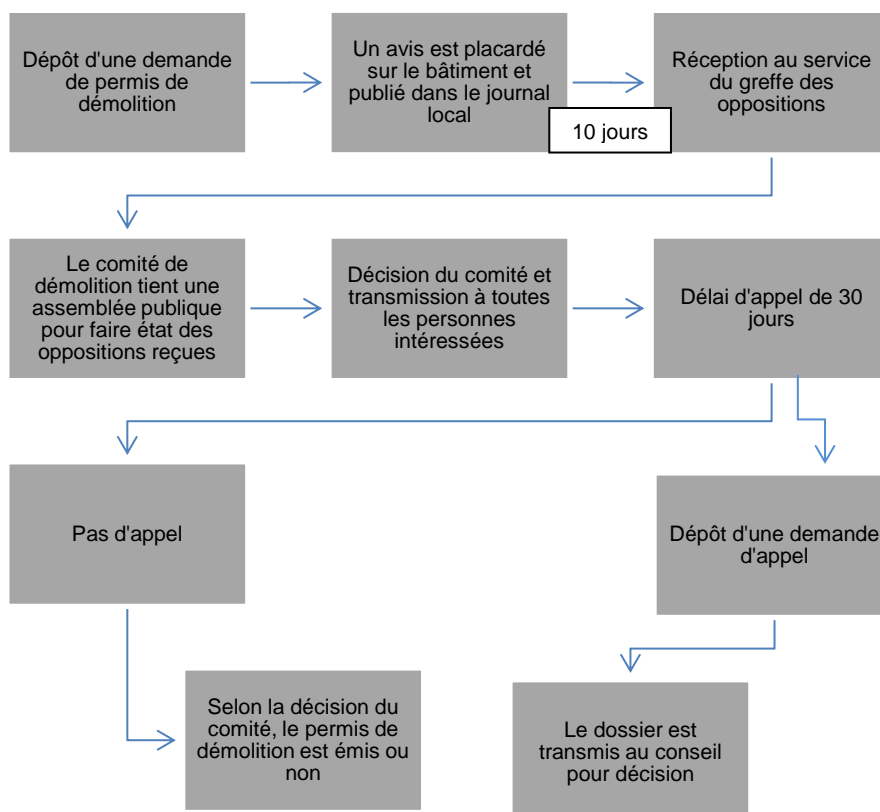 Dépôt d'une demande
de permis de
démolition
Un avis est placardé
sur le bâtiment et
publié dans le journal
local
10 jours
Réception au service
du greffe des
oppositions
Le comité de
démolition tient une
assemblée publique
pour faire état des
oppositions reçues
Décision du comité et
transmission à toutes
les personnes
intéressées
Délai d'appel de 30
jours
Pas d'appel
Dépôt d'une demande
d'appel
Selon la décision du
comité, le permis de
démolition est émis ou
non
Le dossier est
transmis au conseil
pour décision